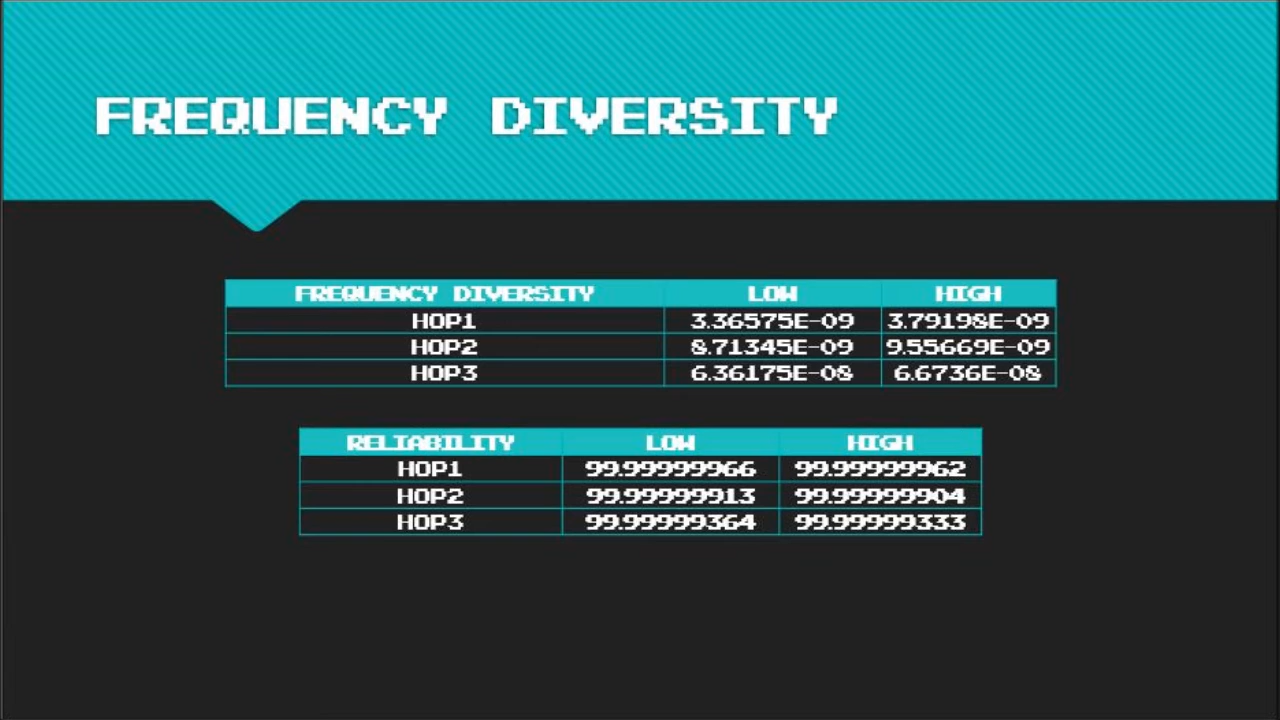 FREQUENCY DIVERSITY
FREQUENCY DIVERSITY LOW HIGH
HOP1 3.36575E-09 3.79198E-09
HOP2 8.71345E-09 9.55669E-09
HOP3 6.36175E-08 6.6736E-08
RELIABILITY LOW HIGH
HOP1 99.99999966 99.99999962
HOP2 99.99999913 99.99999904
HOP3 99.99999364 99.99999333